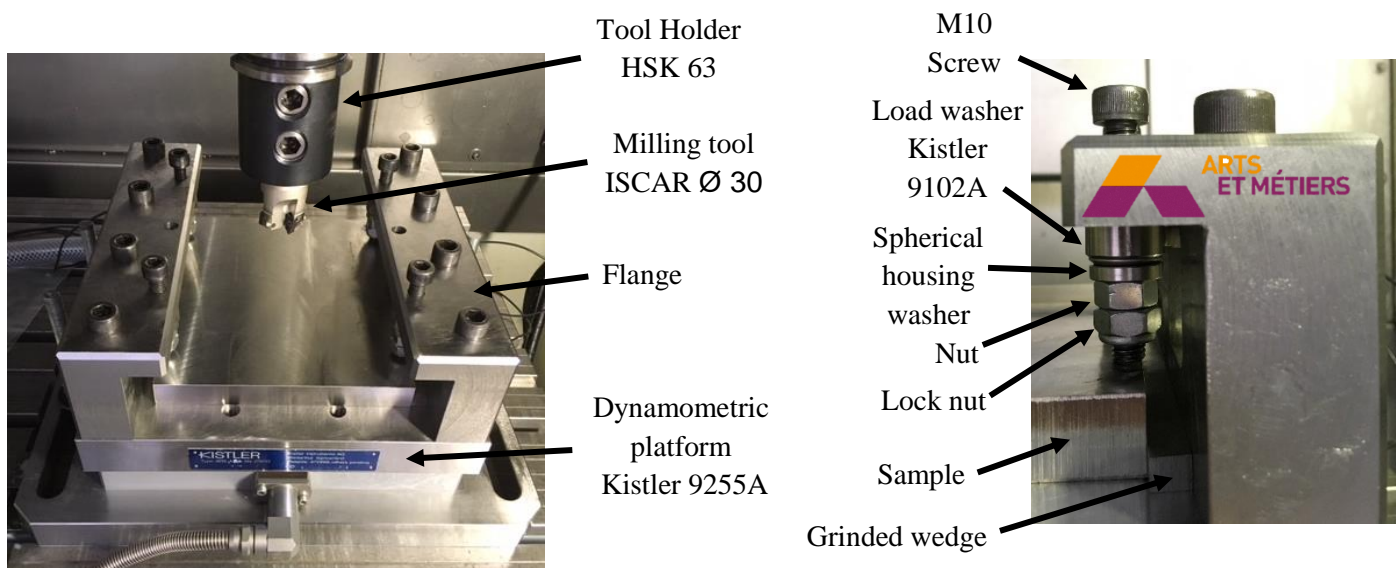 Tool Holder
HSK 63
Milling tool
ISCAR Ø 30
Flange
Dynamometric
platform
Kistler 9255A
KISTLER
M10
Screw
Load washer
Kistler
9102A
Spherical
housing
washer
Nut
Lock nut
Sample
Grinded wedge
ARTS
ET MÉTIERS